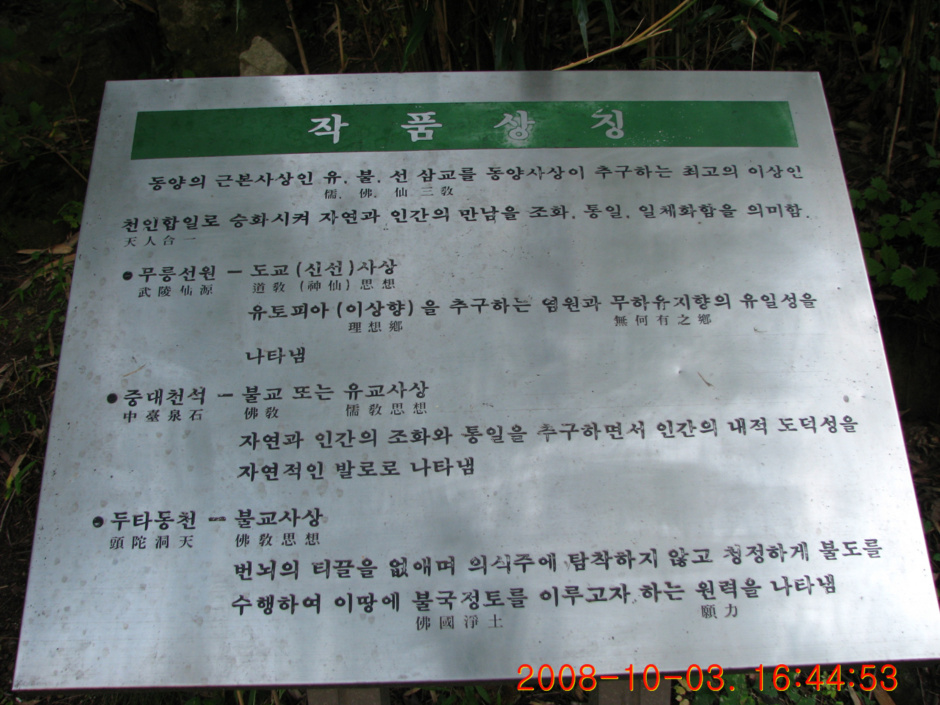 작품상징
동양의 근본사상인 유. 불. 선 삼교를 동양사상이 추구하는 최고의 이상인
儒. 佛. 仙 三敎
천인합일로 승화시켜 자연과 인간의 만남을 조화. 통일. 일체화함을 의미함.
天人合一
●무릉선원 – 도교(신선)사상
武陵仙源 道敎(神仙)思想
유토피아(이상향)을 추구하는 염원과 무하유지향의 유일성을
理想鄕 無何有之鄕
나타냄
●중대천석 – 불교 또는 유교사상
中臺泉石 佛敎 儒敎思想
자연과 인간의 조화와 통일을 추구하면서 인간의 내적 도덕성을
자연적인 발로로 나타냄
●두타동천 – 불교사상
頭陀洞天 佛敎思想
번뇌의 티끌을 없애며 의식주에 탐착하지 않고 청정하게 불도를
수행하여 이땅에 불국정토를 이루고자 하는 원력을 나타냄
佛國淨土 願力
2008-10-03. 16:44:53